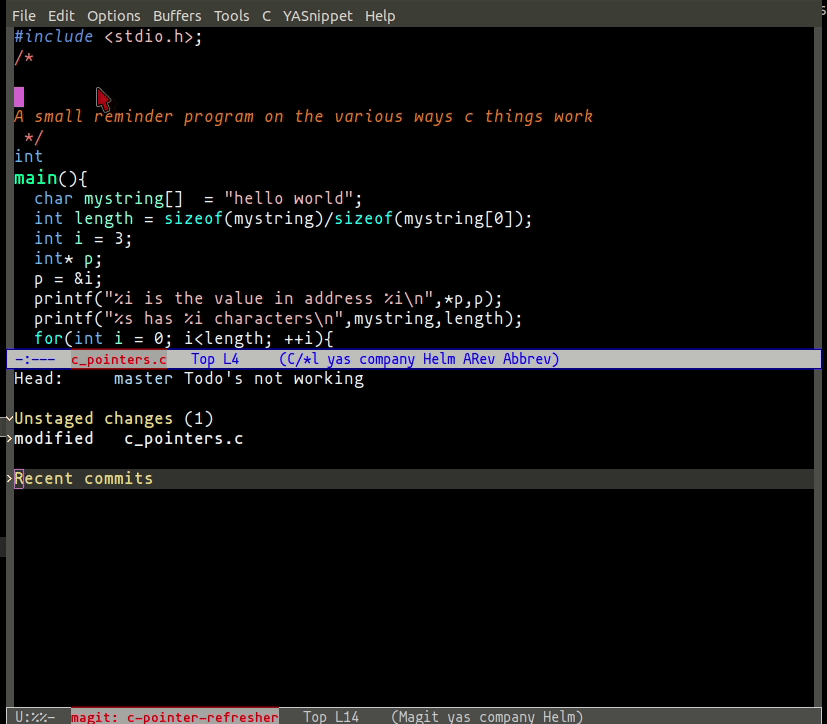 File Edit Options Buffers Tools C YASnippet Help
#include <stdio.h>;
/*
A small reminder program on the various ways c things work
*/
int
main(){
char mystring[] = "hello world";
int length = sizeof(mystring)/sizeof(mystring[0]);
int i = 3;
int* p;
p = &i;
printf("%i is the value in address %i\n",*p,p);
printf("%s has %i characters\n",mystring,length);
for(int i = 0; i<length; ++i){
-:--- c_pointers.c Top L4 (C/*l yas company Helm ARev Abbrev)
Head: master Todo's not working
Unstaged changes (1)
modified c_pointers.c
Recent commits
U:%%- magit: c-pointer-refresher Top L14 (Magit yas company Helm)